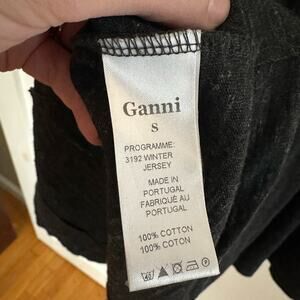 Ganni
S
PROGRAMME:
3192 WINTER
JERSEY
MADE IN
PORTUGAL
FABRIQUÉ AU
PORTUGAL
100% COTTON
100% COTON